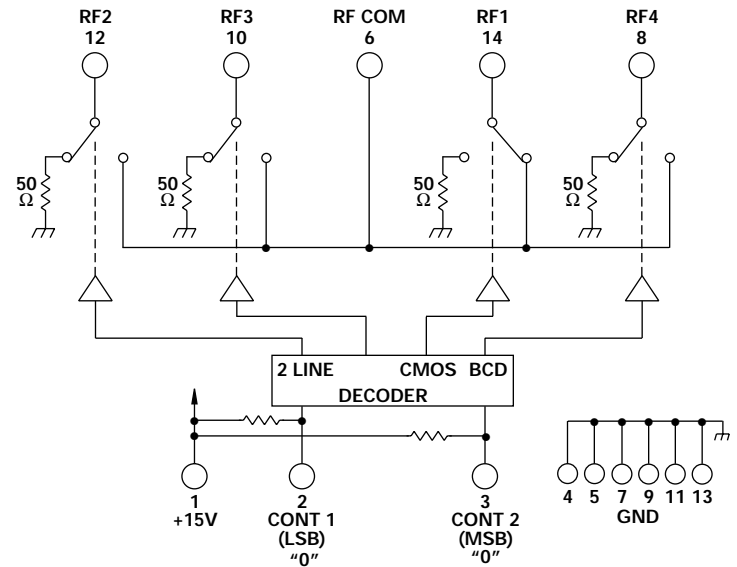 RF2 RF3 RF COM RF1 RF4
12 10 6 14 8
50 50 50 50
Ω Ω Ω Ω
2 LINE CMOS BCD
DECODER
1 2 3 4 5 7 9 11 13
+15V CONT 1 CONT 2 GND
(LSB) (MSB)
“0” “0”